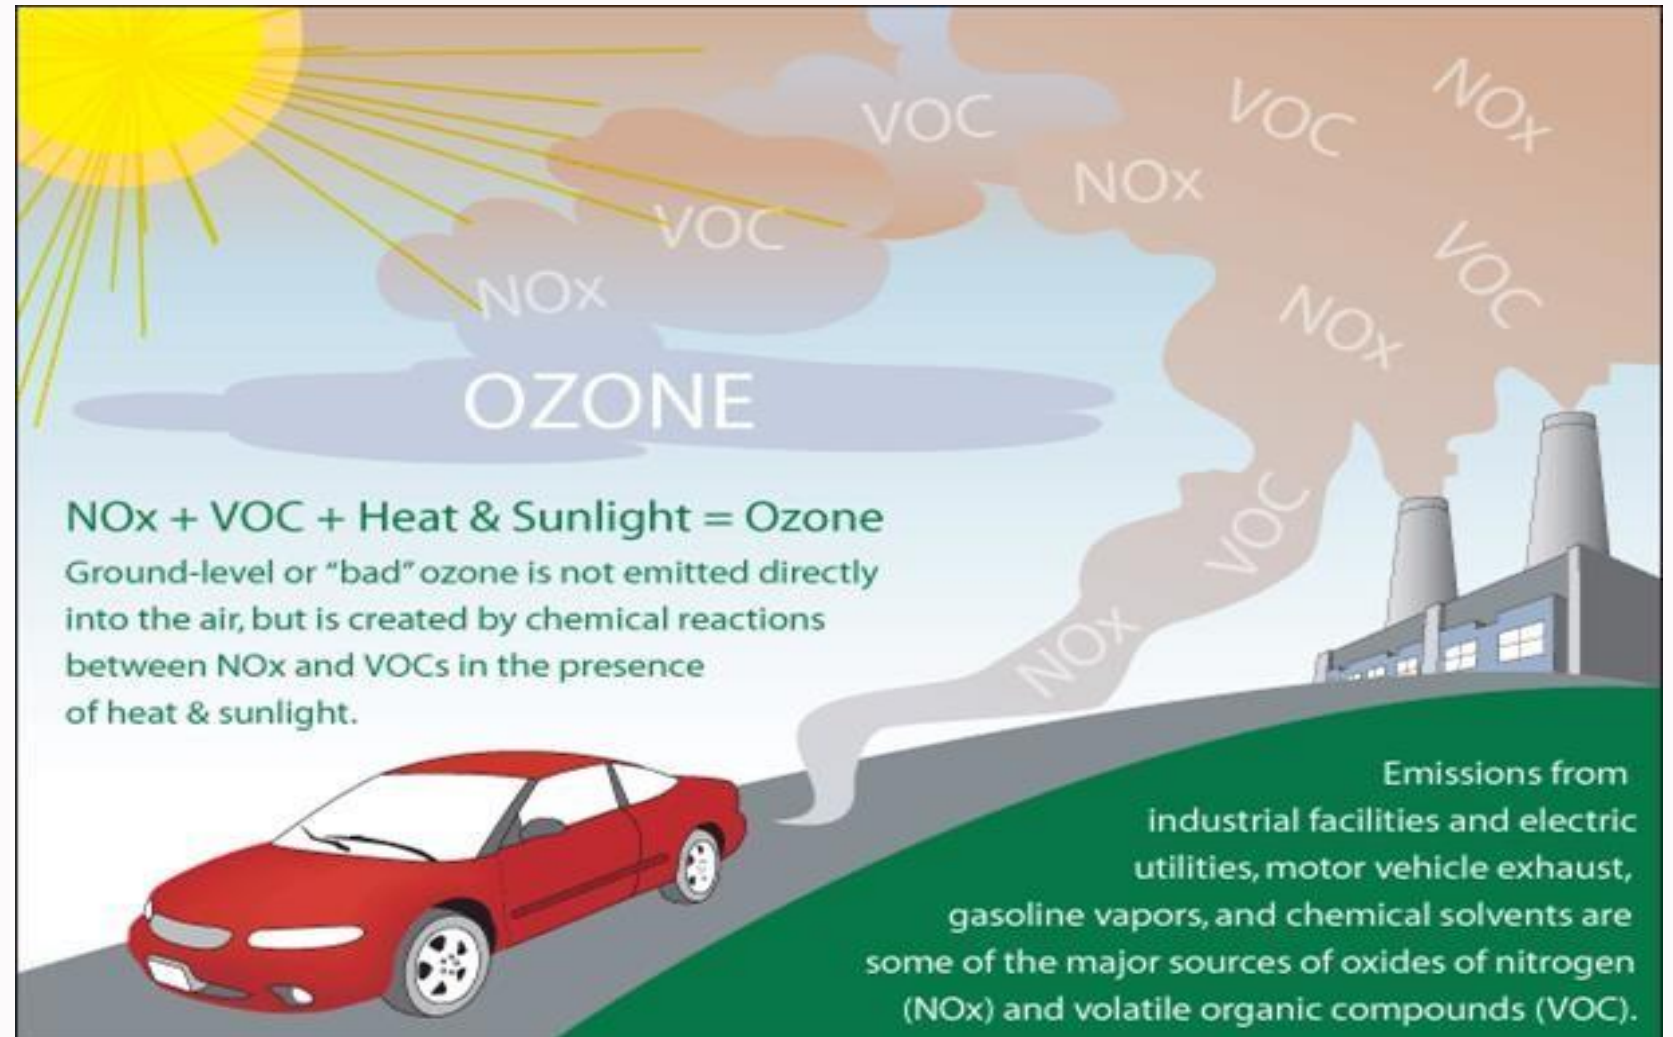 VOC
VOC
NOx
NOx
VOC
VOC
NOx
NOx
OZONE
VOC
NOx
NOx + VOC + Heat & Sunlight = Ozone
Ground-level or “bad” ozone is not emitted directly
into the air, but is created by chemical reactions
between NOx and VOCs in the presence
of heat & sunlight.
Emissions from
industrial facilities and electric
utilities, motor vehicle exhaust,
gasoline vapors, and chemical solvents are
some of the major sources of oxides of nitrogen
(NOx) and volatile organic compounds (VOC).